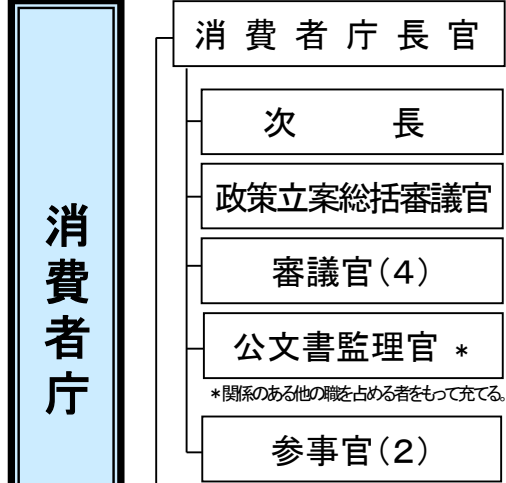 消費者庁
消費者庁長官
次長
政策立案総括審議官
審議官(4)
公文書監理官 *
*関係のある他の職を占める者をもって充てる。
参事官(2)